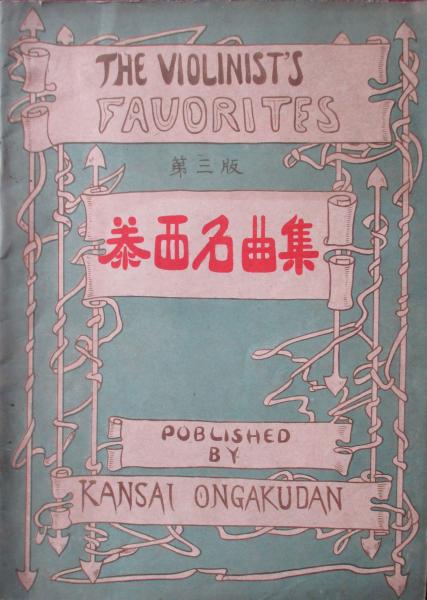 THE VIOLINIST'S
FAVORITES
第三版
泰西名曲集
PUBLISHED
BY
KANSAI ONGAKUDAN